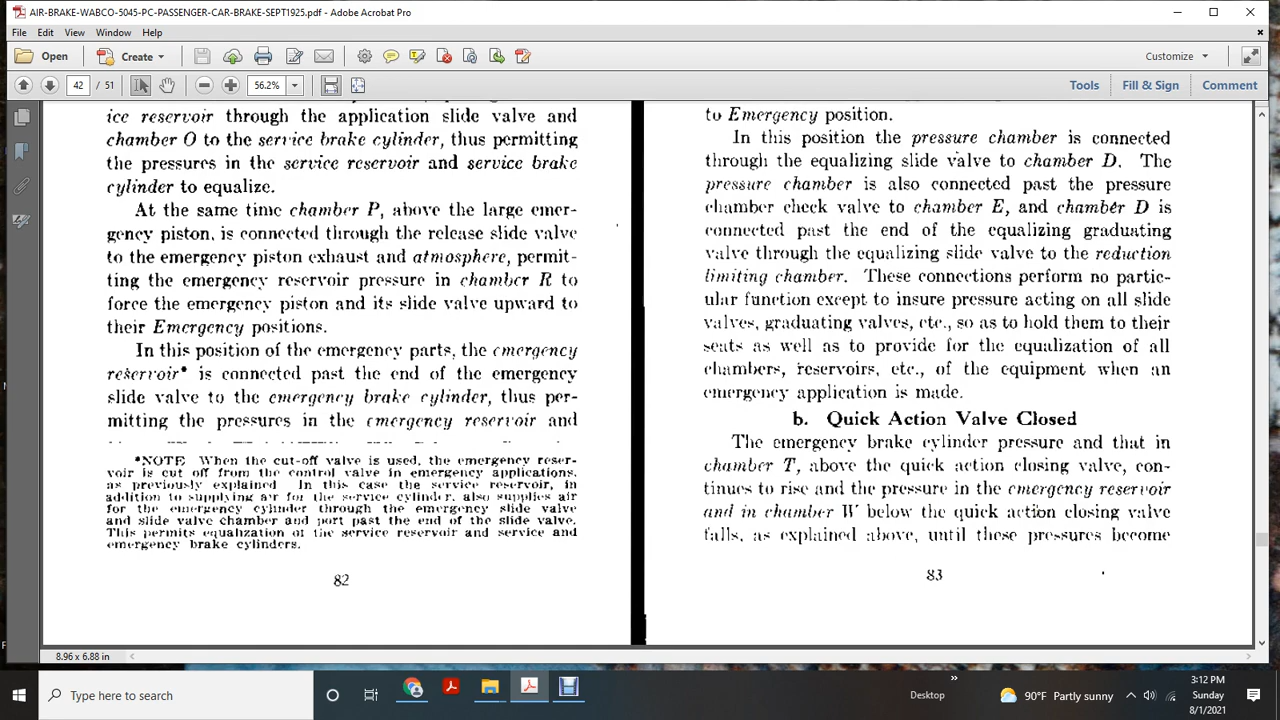 AIR-BRAKE-WABCO-5045-PC-PASSENGER-CAR-BRAKE-SEPT1925.pdf - Adobe Acrobat Pro
File Edit View Window Help
Open Create Customize
42 / 51 56.2% Tools Fill & Sign Comment
ice reservoir through the application slide valve and
chamber O to the service brake cylinder, thus permitting
the pressures in the service reservoir and service brake
cylinder to equalize.
At the same time chamber P, above the large emer-
gency piston, is connected through the release slide valve
to the emergency piston exhaust and atmosphere, permit-
ting the emergency reservoir pressure in chamber R to
force the emergency piston and its slide valve upward to
their Emergency positions.
In this position of the emergency parts, the emergency
reservoir* is connected past the end of the emergency
slide valve to the emergency brake cylinder, thus per-
mitting the pressures in the emergency reservoir and
*NOTE When the cut-off valve is used, the emergency reser-
voir is cut off from the control valve in emergency applications,
as previously explained In this case the service reservoir, in
addition to supplying air for the service cylinder, also supplies air
for the emergency cylinder through the emergency slide valve
and slide valve chamber and port past the end of the slide valve.
This permits equalization of the service reservoir and service and
emergency brake cylinders.
82
to Emergency position.
In this position the pressure chamber is connected
through the equalizing slide valve to chamber D. The
pressure chamber is also connected past the pressure
chamber check valve to chamber E, and chamber D is
connected past the end of the equalizing graduating
valve through the equalizing slide valve to the reduction
limiting chamber. These connections perform no partic-
ular function except to insure pressure acting on all slide
valves, graduating valves, etc., so as to hold them to their
seats as well as to provide for the equalization of all
chambers, reservoirs, etc., of the equipment when an
emergency application is made.
b. Quick Action Valve Closed
The emergency brake cylinder pressure and that in
chamber T, above the quick action closing valve, con-
tinues to rise and the pressure in the emergency reservoir
and in chamber W below the quick action closing valve
falls, as explained above, until these pressures become
83
8.96 x 6.88 in
Type here to search
Desktop
90°F Partly sunny
3:12 PM
Sunday
8/1/2021